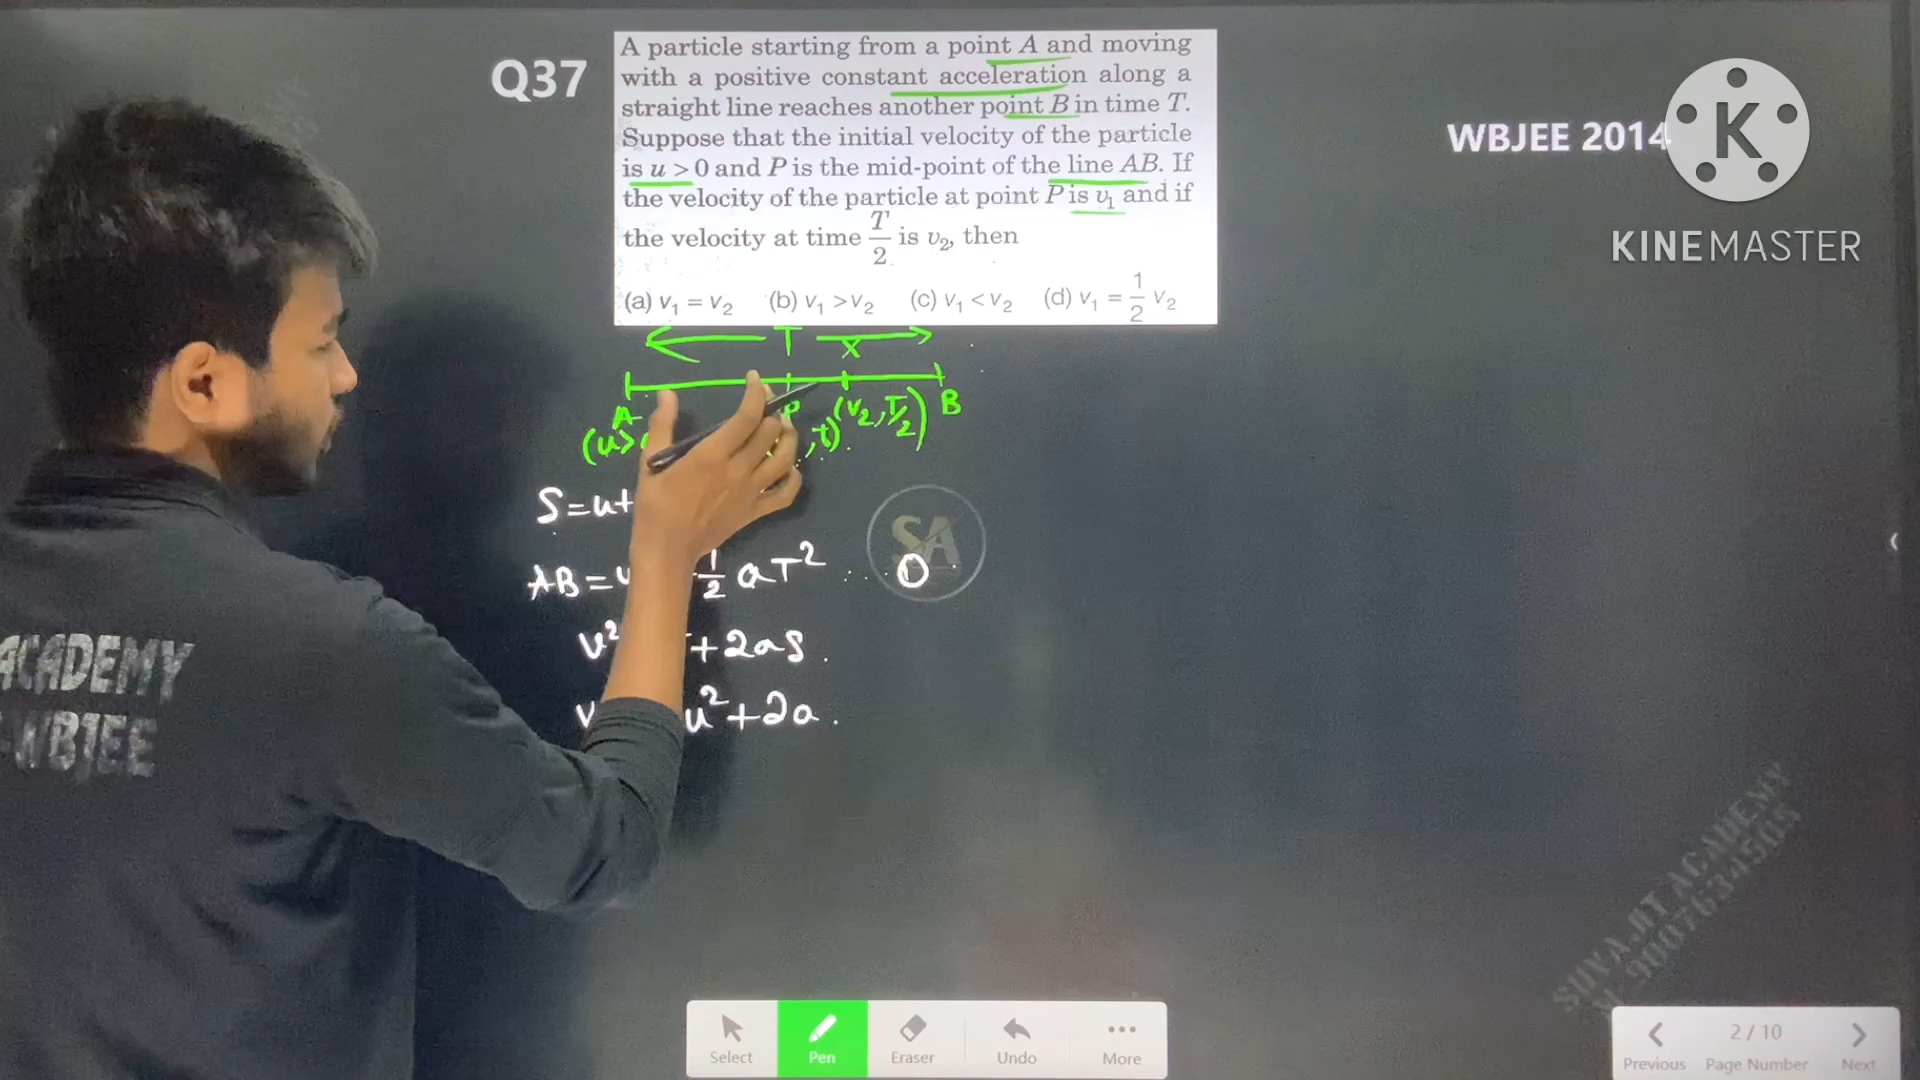 Q37
A particle starting from a point A and moving
with a positive constant acceleration along a
straight line reaches another point B in time T.
Suppose that the initial velocity of the particle
is u > 0 and P is the mid-point of the line AB. If
the velocity of the particle at point P is v₁ and if
the velocity at time T/2 is v₂, then
(a) v₁ = v₂ (b) v₁ > v₂ (c) v₁ < v₂ (d) v₁ = 1/2 v₂
WBJEE 2014
K
KINEMASTER
T
X
A
P
B
(u
, t)
(v₂, T/2)
S = ut
AB = u
1/2 aT²
v²
+ 2as
v
u² + 2a
SA
ACADEMY
WBJEE
SUVAJIT ACADEMY
9007634505
Select
Pen
Eraser
Undo
More
2 / 10
Previous
Page Number
Next